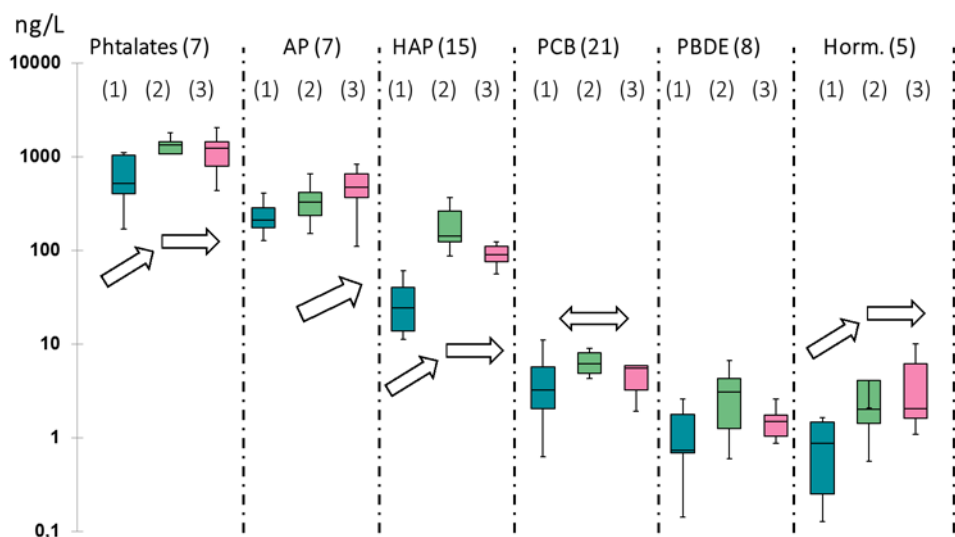 ng/L
Phtalates (7) AP (7) HAP (15) PCB (21) PBDE (8) Horm. (5)
10000
(1) (2) (3) (1) (2) (3) (1) (2) (3) (1) (2) (3) (1) (2) (3) (1) (2) (3)
1000
100
10
1
0.1